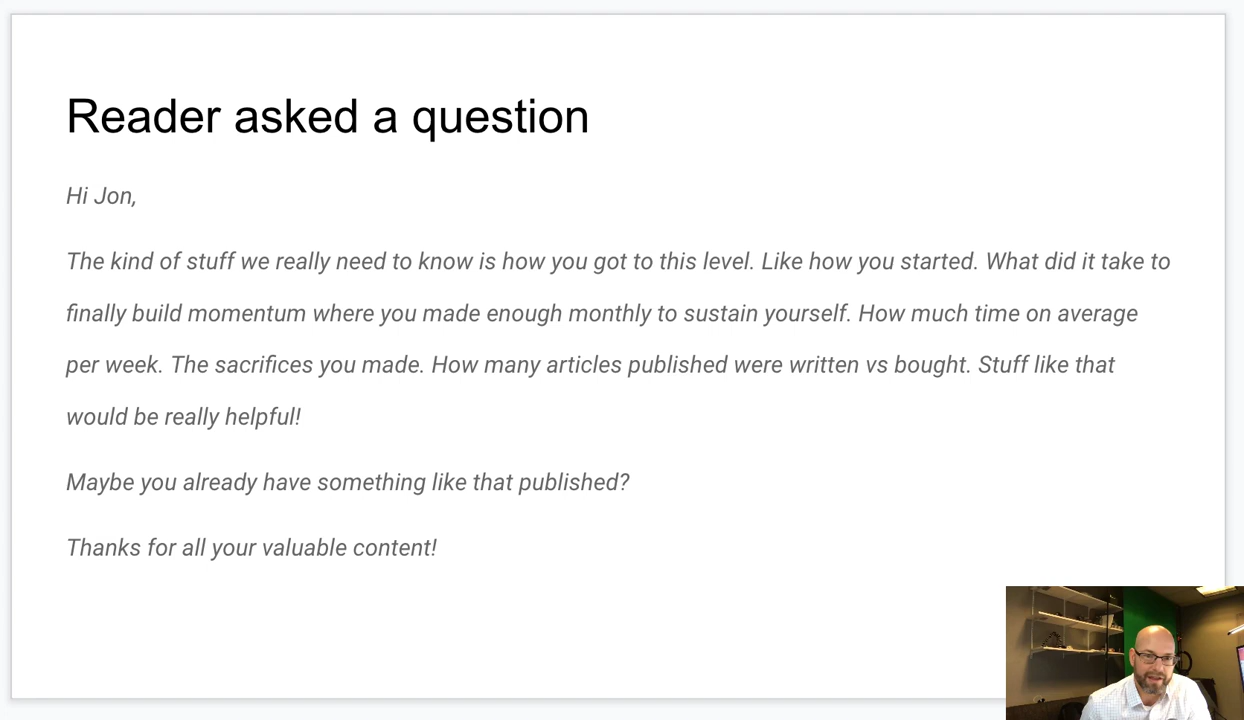 Reader asked a question
Hi Jon,
The kind of stuff we really need to know is how you got to this level. Like how you started. What did it take to
finally build momentum where you made enough monthly to sustain yourself. How much time on average
per week. The sacrifices you made. How many articles published were written vs bought. Stuff like that
would be really helpful!
Maybe you already have something like that published?
Thanks for all your valuable content!